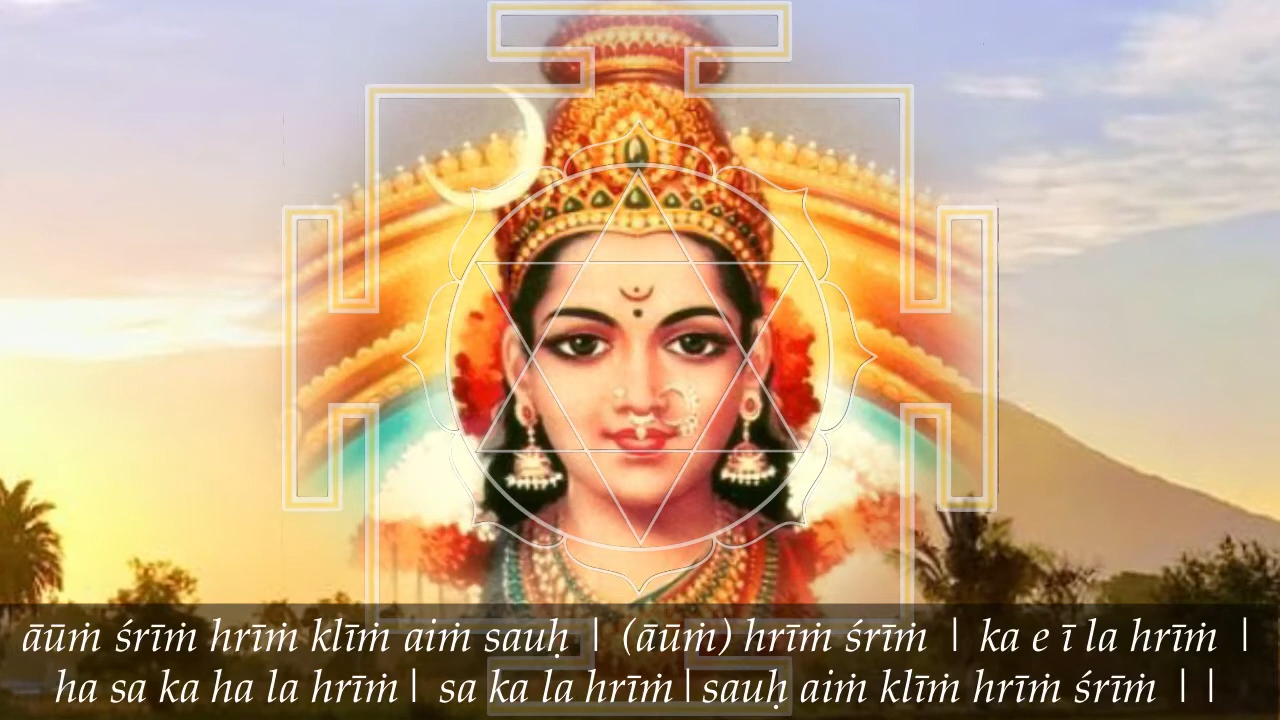 āūṁ śrīṁ hrīṁ klīṁ aiṁ sauḥ | (āūṁ) hrīṁ śrīṁ | ka e ī la hrīṁ |
ha sa ka ha la hrīṁ| sa ka la hrīṁ|sauḥ aiṁ klīṁ hrīṁ śrīṁ ||